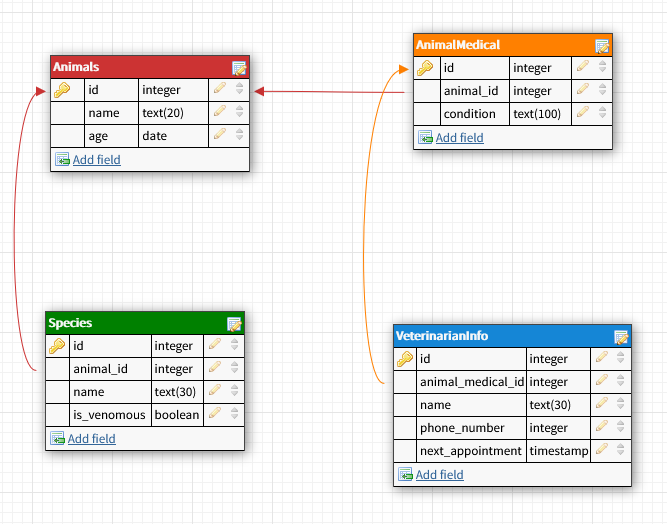 Animals
id integer
name text(20)
age date
Add field
AnimalMedical
id integer
animal_id integer
condition text(100)
Add field
Species
id integer
animal_id integer
name text(30)
is_venomous boolean
Add field
VeterinarianInfo
id integer
animal_medical_id integer
name text(30)
phone_number integer
next_appointment timestamp
Add field